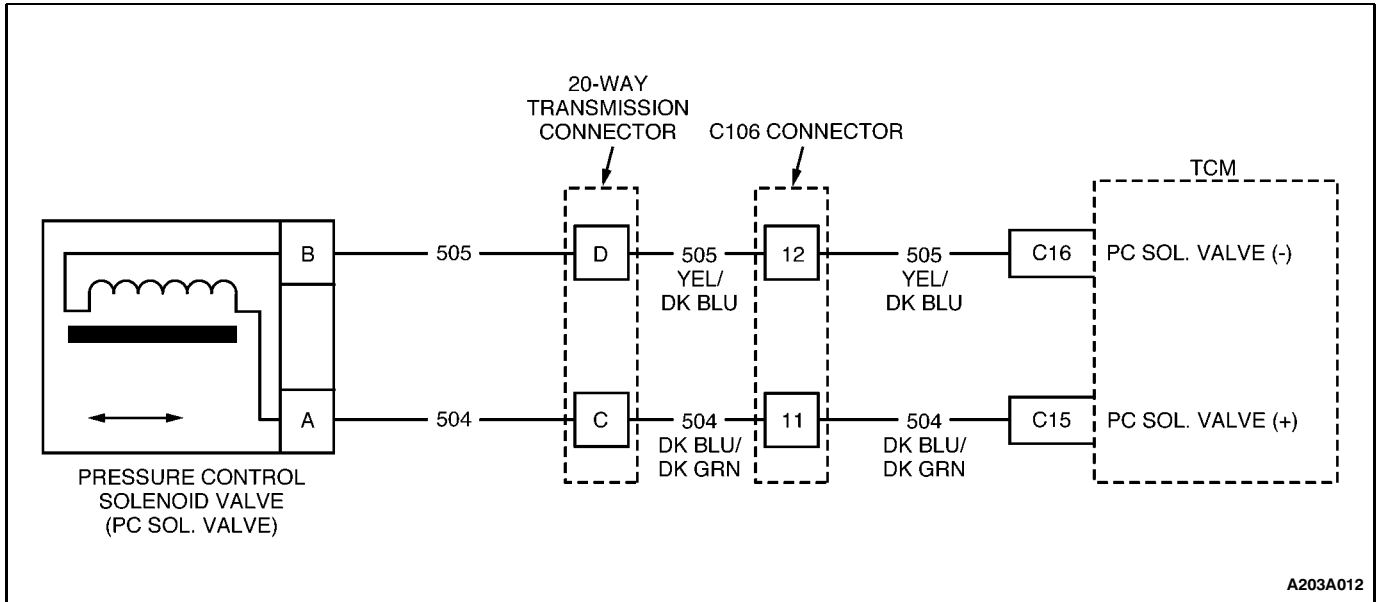 20-WAY
TRANSMISSION
CONNECTOR
C106 CONNECTOR
TCM
B
505
D
505
YEL/
DK BLU
12
505
YEL/
DK BLU
C16
PC SOL. VALVE (-)
A
504
C
504
DK BLU/
DK GRN
11
504
DK BLU/
DK GRN
C15
PC SOL. VALVE (+)
PRESSURE CONTROL
SOLENOID VALVE
(PC SOL. VALVE)
A203A012